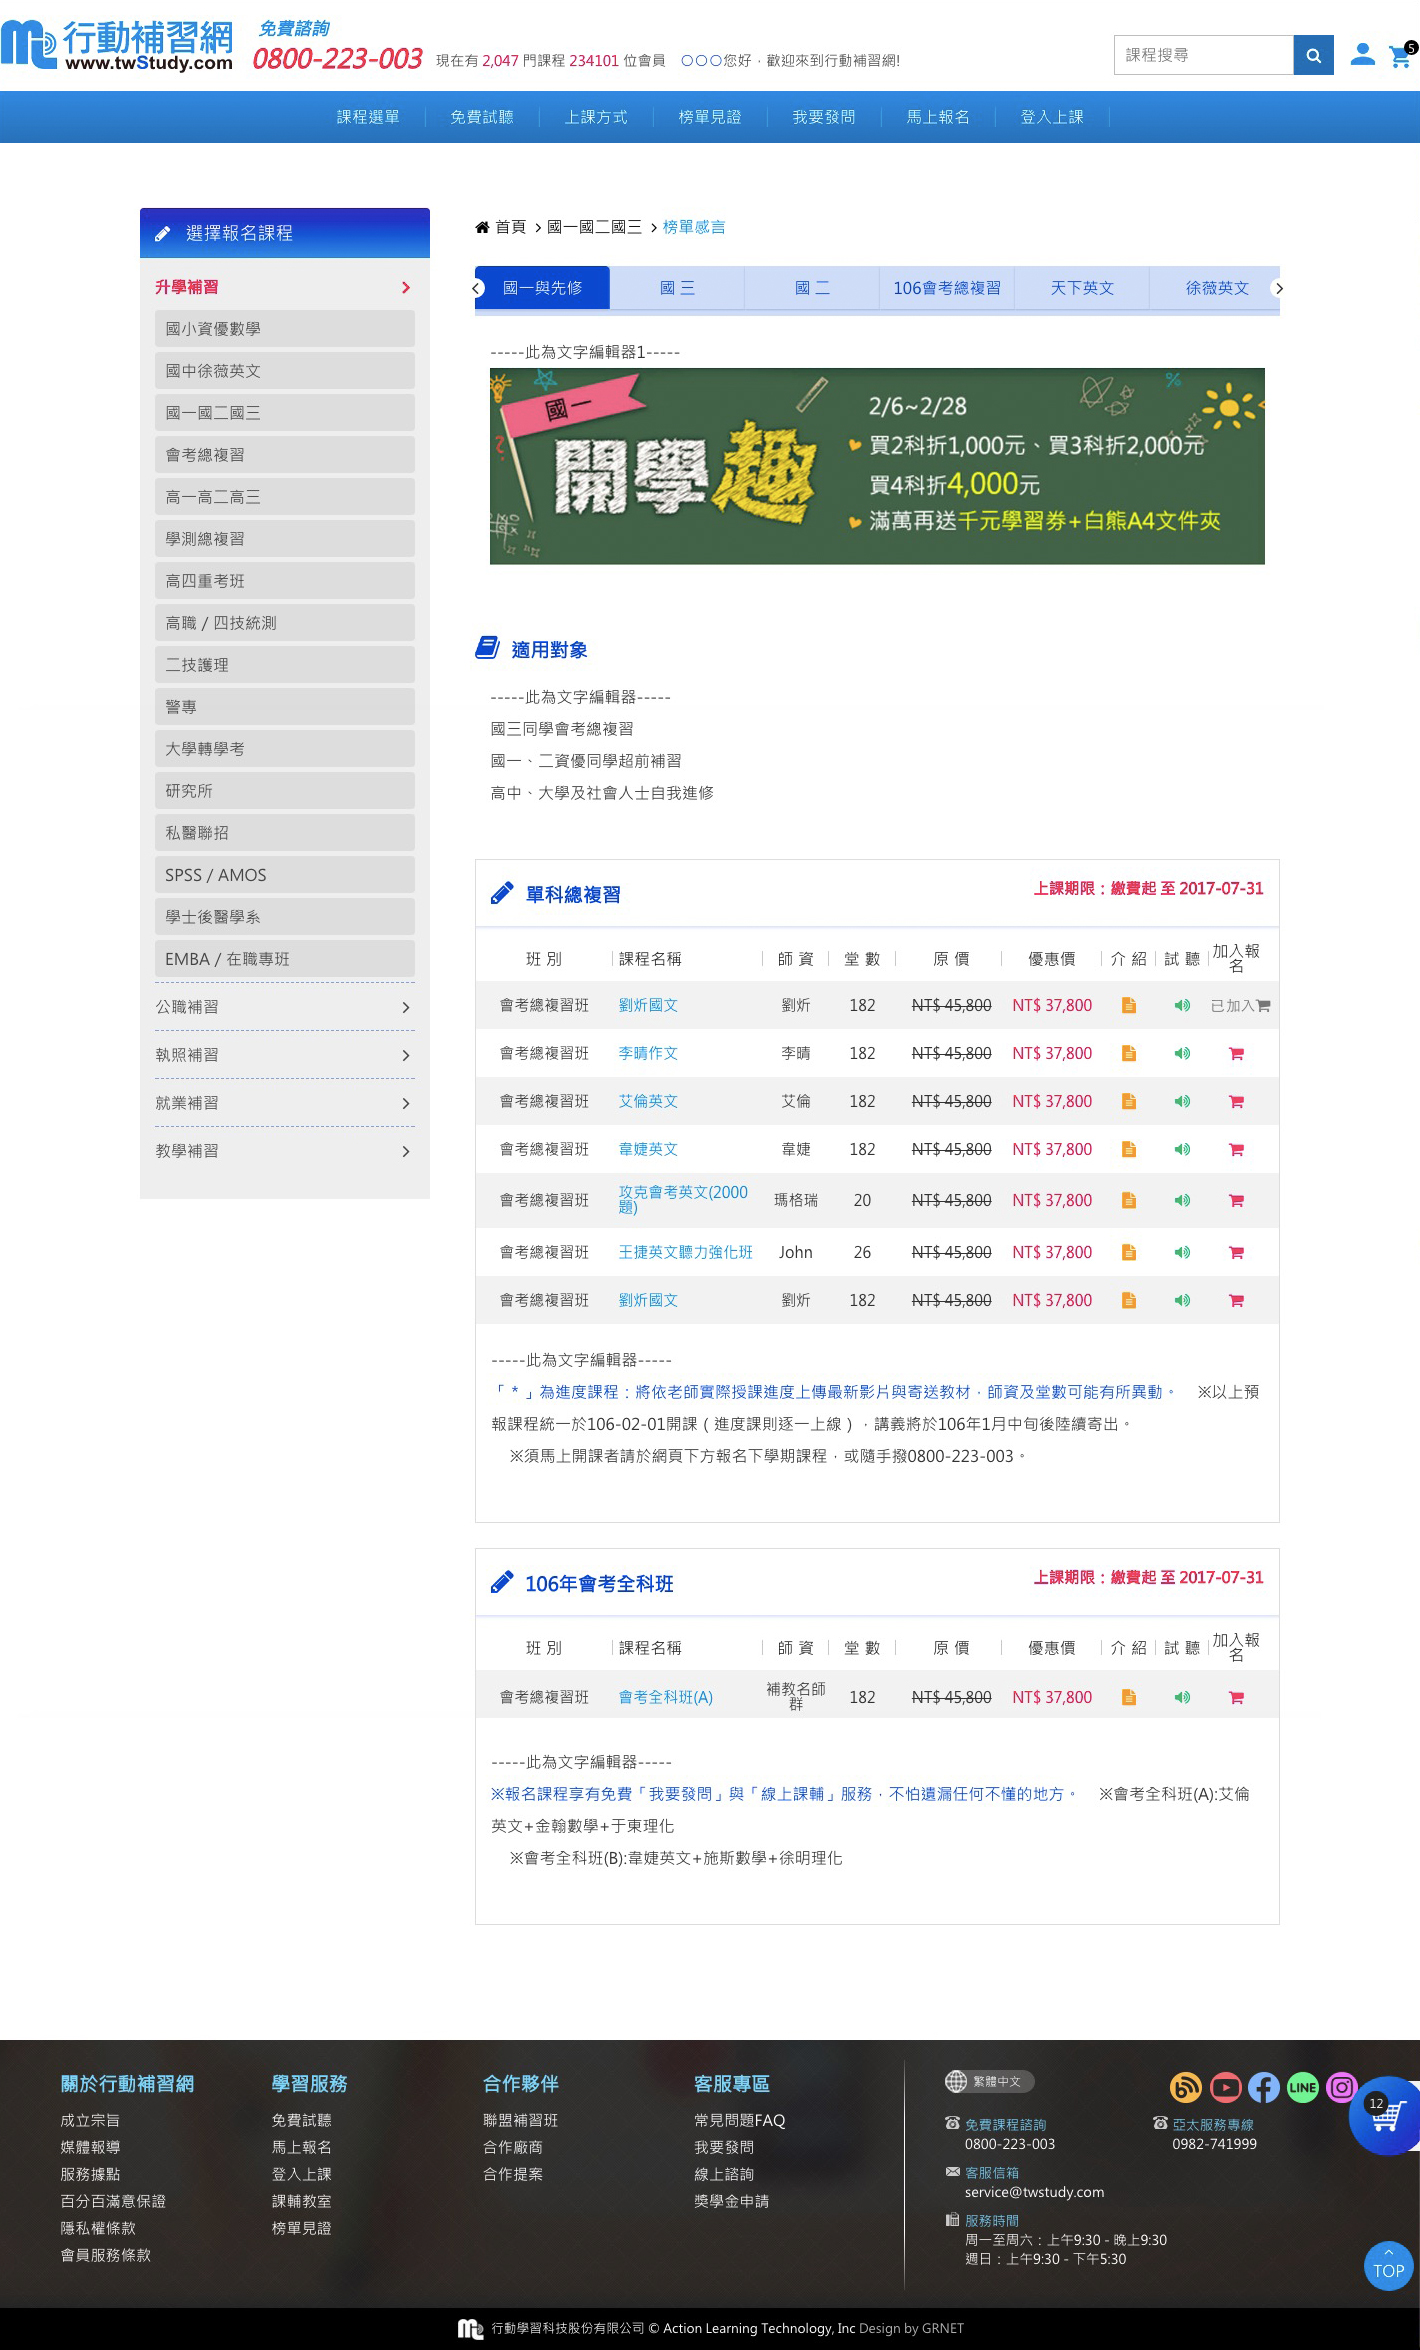 行動補習網
www.twStudy.com
免費諮詢
0800-223-003
現在有 2,047 門課程 234101 位會員 〇〇〇您好，歡迎來到行動補習網!
課程搜尋
5
課程選單 免費試聽 上課方式 榜單見證 我要發問 馬上報名 登入上課
選擇報名課程
升學補習
國小資優數學
國中徐薇英文
國一國二國三
會考總複習
高一高二高三
學測總複習
高四重考班
高職 / 四技統測
二技護理
警專
大學轉學考
研究所
私醫聯招
SPSS / AMOS
學士後醫學系
EMBA / 在職專班
公職補習
執照補習
就業補習
教學補習
首頁 > 國一國二國三 > 榜單感言
國一與先修 國 三 國 二 106會考總複習 天下英文 徐薇英文
-----此為文字編輯器1-----
國一
開學趣
2/6~2/28
買2科折1,000元、買3科折2,000元
買4科折4,000元
滿萬再送千元學習券+白熊A4文件夾
適用對象
-----此為文字編輯器-----
國三同學會考總複習
國一、二資優同學超前補習
高中、大學及社會人士自我進修
單科總複習
上課期限：繳費起 至 2017-07-31
班 別 課程名稱 師 資 堂 數 原 價 優惠價 介 紹 試 聽 加入報名
會考總複習班 劉炘國文 劉炘 182 NT$ 45,800 NT$ 37,800 已加入
會考總複習班 李晴作文 李晴 182 NT$ 45,800 NT$ 37,800
會考總複習班 艾倫英文 艾倫 182 NT$ 45,800 NT$ 37,800
會考總複習班 韋婕英文 韋婕 182 NT$ 45,800 NT$ 37,800
會考總複習班 攻克會考英文(2000題) 瑪格瑞 20 NT$ 45,800 NT$ 37,800
會考總複習班 王捷英文聽力強化班 John 26 NT$ 45,800 NT$ 37,800
會考總複習班 劉炘國文 劉炘 182 NT$ 45,800 NT$ 37,800
-----此為文字編輯器-----
「 * 」為進度課程：將依老師實際授課進度上傳最新影片與寄送教材，師資及堂數可能有所異動。 ※以上預
報課程統一於106-02-01開課（進度課則逐一上線），講義將於106年1月中旬後陸續寄出。
※須馬上開課者請於網頁下方報名下學期課程，或隨手撥0800-223-003。
106年會考全科班
上課期限：繳費起 至 2017-07-31
班 別 課程名稱 師 資 堂 數 原 價 優惠價 介 紹 試 聽 加入報名
會考總複習班 會考全科班(A) 補教名師群 182 NT$ 45,800 NT$ 37,800
-----此為文字編輯器-----
※報名課程享有免費「我要發問」與「線上課輔」服務，不怕遺漏任何不懂的地方。 ※會考全科班(A):艾倫
英文+金翰數學+于東理化
※會考全科班(B):韋婕英文+施斯數學+徐明理化
關於行動補習網
成立宗旨
媒體報導
服務據點
百分百滿意保證
隱私權條款
會員服務條款
學習服務
免費試聽
馬上報名
登入上課
課輔教室
榜單見證
合作夥伴
聯盟補習班
合作廠商
合作提案
客服專區
常見問題FAQ
我要發問
線上諮詢
獎學金申請
繁體中文
LINE
12
免費課程諮詢
0800-223-003
亞太服務專線
0982-741999
客服信箱
service@twstudy.com
服務時間
周一至周六：上午9:30 - 晚上9:30
週日：上午9:30 - 下午5:30
TOP
行動學習科技股份有限公司 © Action Learning Technology, Inc Design by GRNET